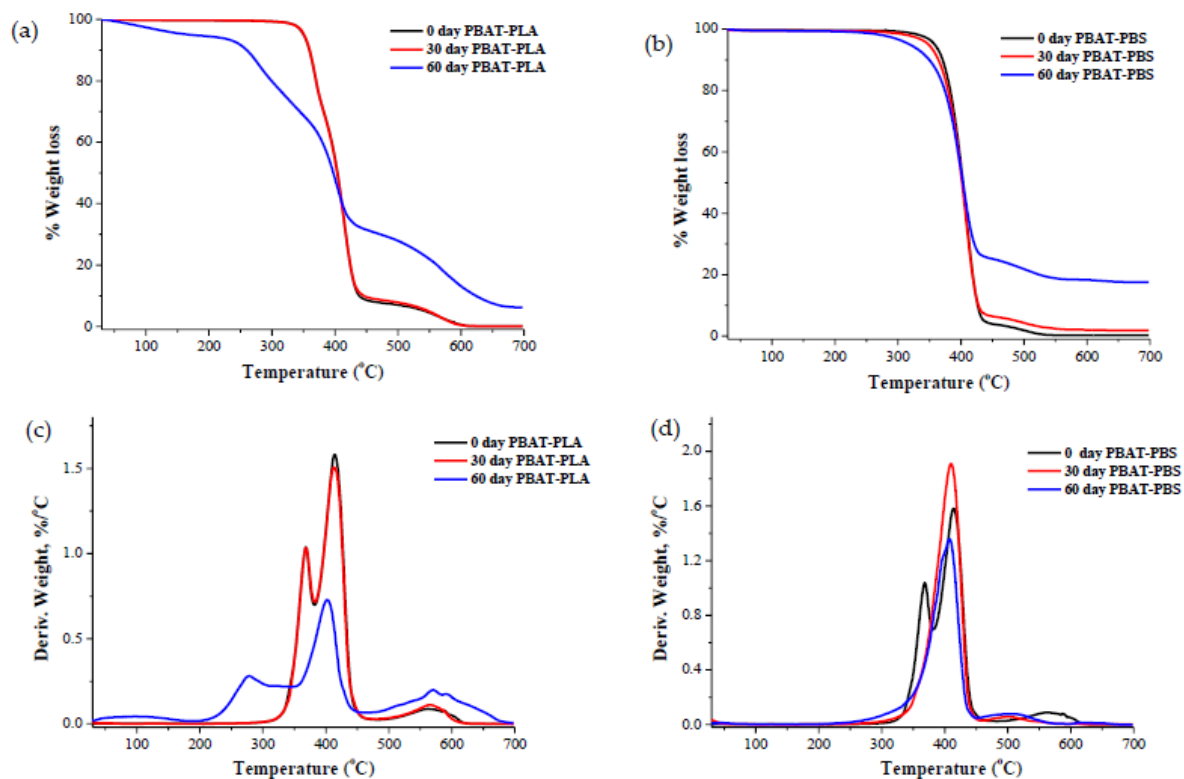 (a)
0 day PBAT-PLA
30 day PBAT-PLA
60 day PBAT-PLA
100
80
60
40
20
0
% Weight loss
100 200 300 400 500 600 700
Temperature (°C)
(b)
0 day PBAT-PBS
30 day PBAT-PBS
60 day PBAT-PBS
100
80
60
40
20
0
% Weight loss
100 200 300 400 500 600 700
Temperature (°C)
(c)
0 day PBAT-PLA
30 day PBAT-PLA
60 day PBAT-PLA
1.5
1.0
0.5
0.0
Deriv. Weight, %/°C
100 200 300 400 500 600 700
Temperature (°C)
(d)
0 day PBAT-PBS
30 day PBAT-PBS
60 day PBAT-PBS
2.0
1.6
1.2
0.8
0.4
0.0
Deriv. Weight, %/°C
100 200 300 400 500 600 700
Temperature (°C)